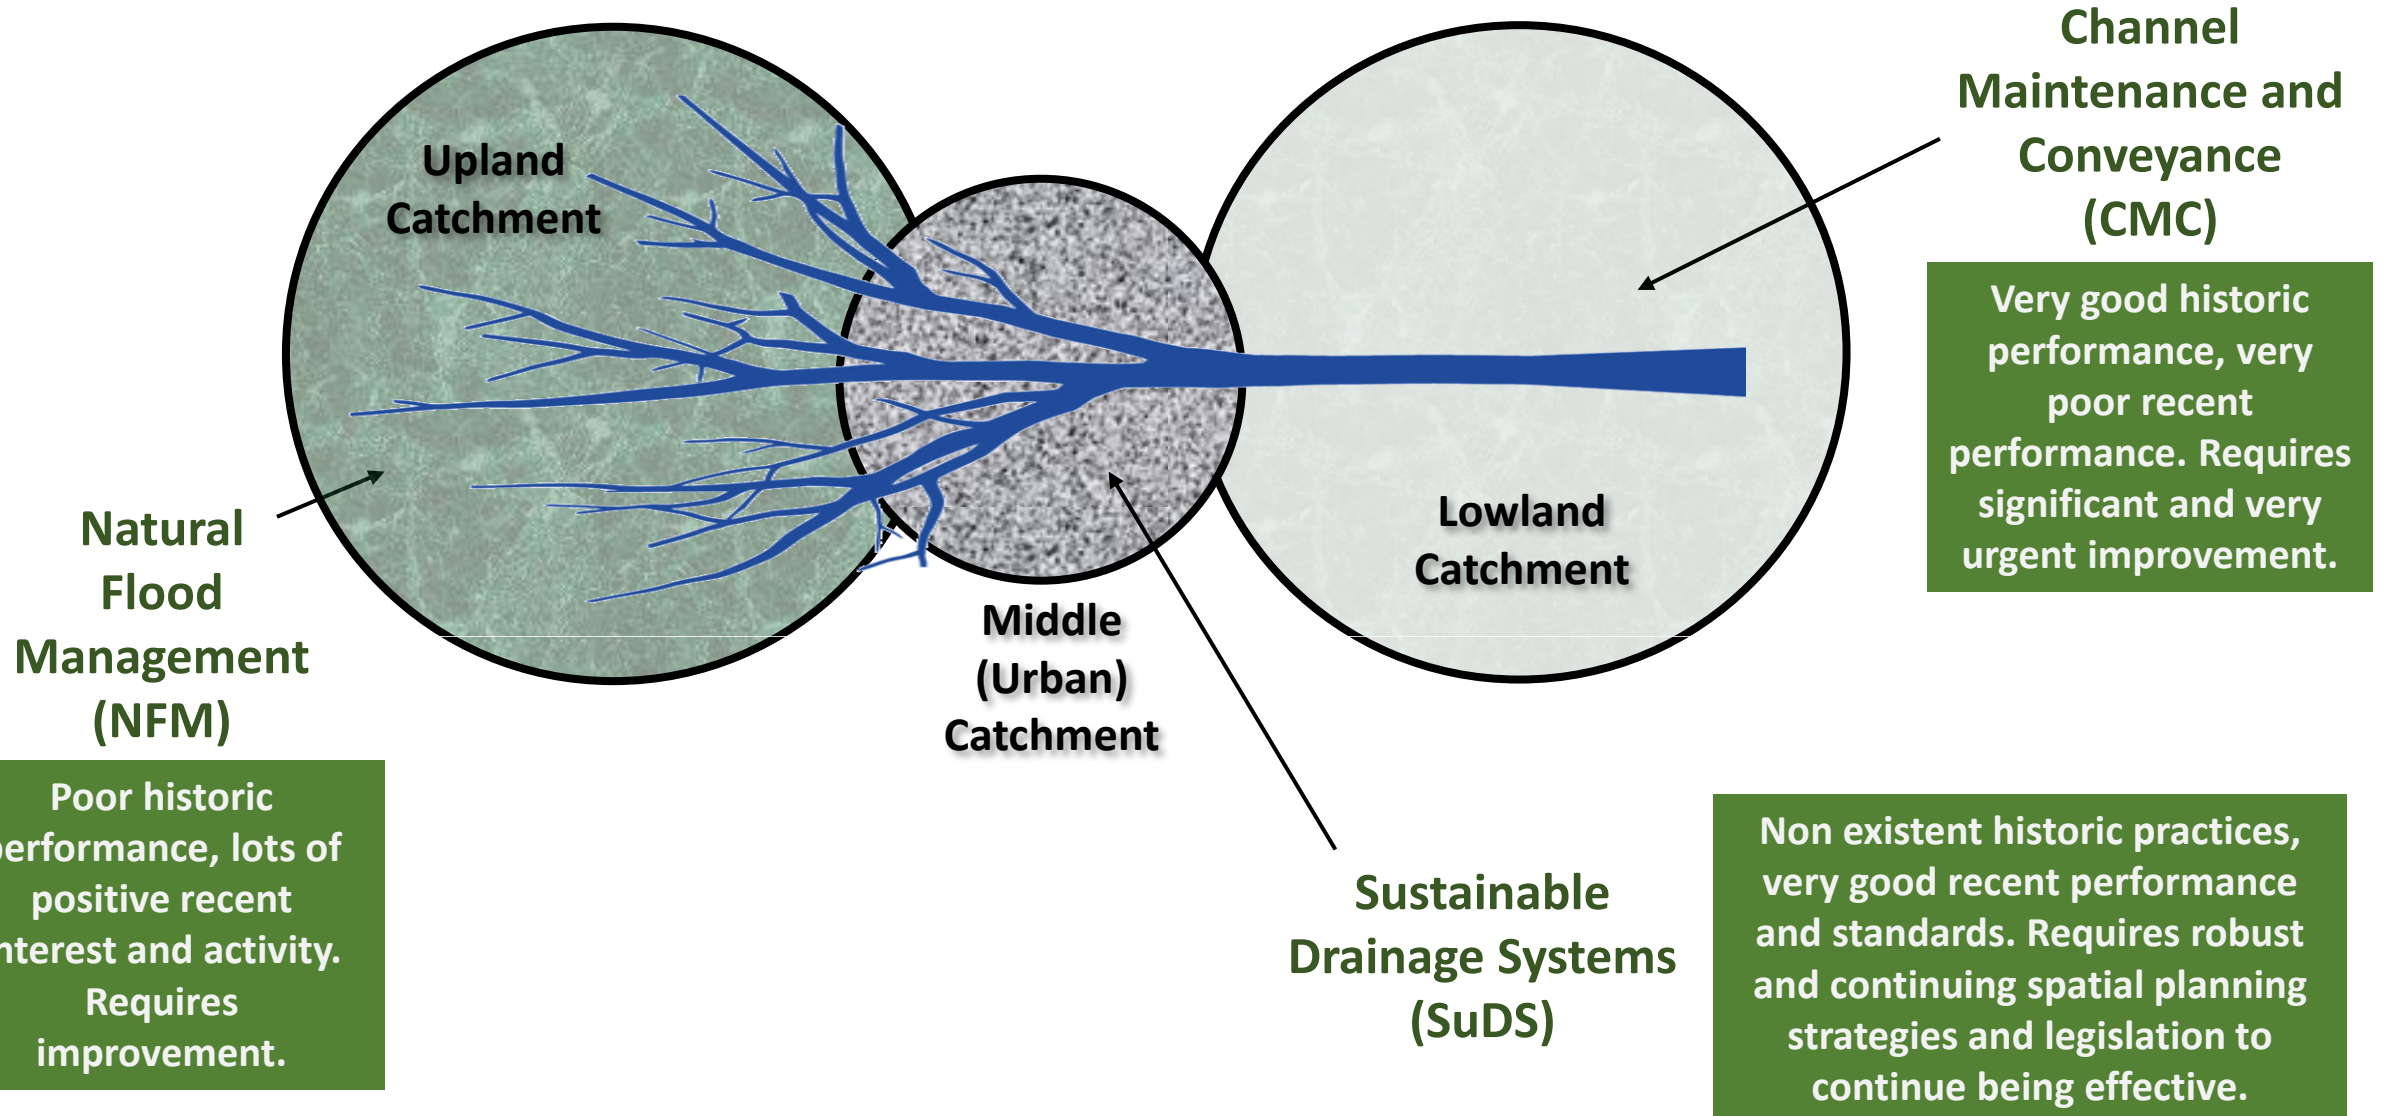 Upland
Catchment
Middle
(Urban)
Catchment
Lowland
Catchment
Channel
Maintenance and
Conveyance
(CMC)
Very good historic
performance, very
poor recent
performance. Requires
significant and very
urgent improvement.
Natural
Flood
Management
(NFM)
Poor historic
performance, lots of
positive recent
interest and activity.
Requires
improvement.
Sustainable
Drainage Systems
(SuDS)
Non existent historic practices,
very good recent performance
and standards. Requires robust
and continuing spatial planning
strategies and legislation to
continue being effective.